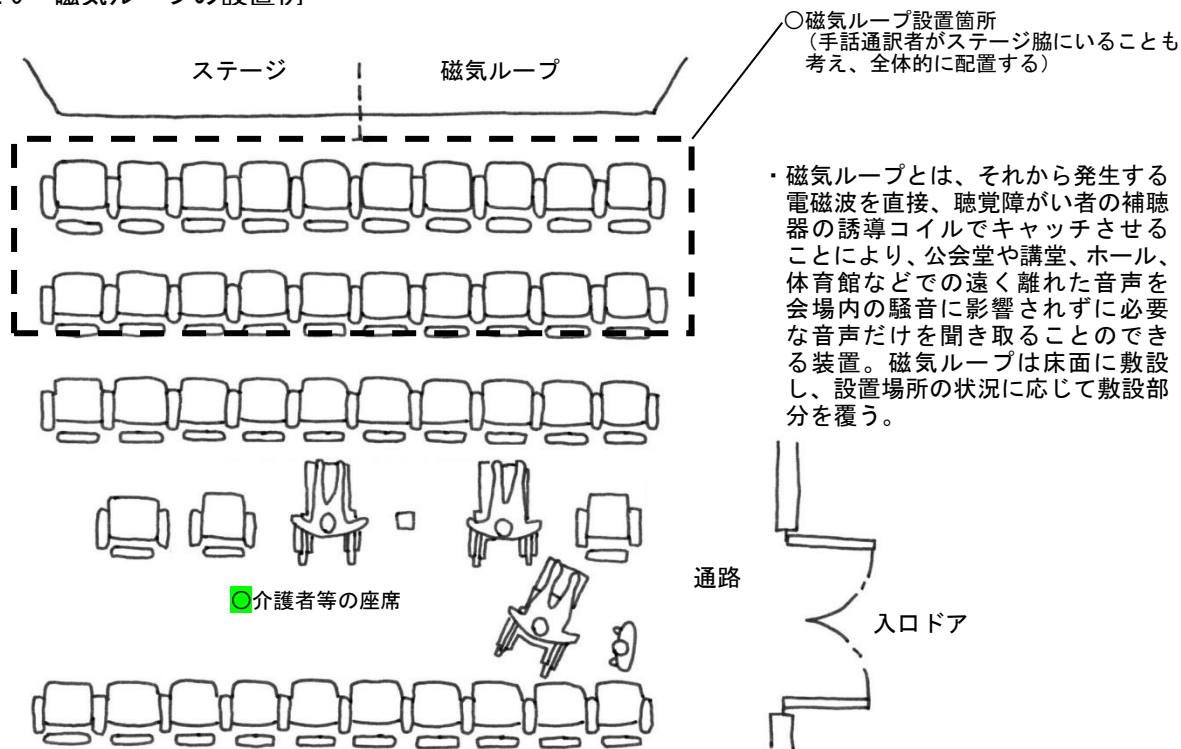 磁気ループの設置例
○磁気ループ設置箇所
（手話通訳者がステージ脇にいることも
考え、全体的に配置する）
ステージ
磁気ループ
・磁気ループとは、それから発生する
電磁波を直接、聴覚障がい者の補聴
器の誘導コイルでキャッチさせる
ことにより、公会堂や講堂、ホール、
体育館などでの遠く離れた音声を
会場内の騒音に影響されずに必要
な音声だけを聞き取ることのでき
る装置。磁気ループは床面に敷設
し、設置場所の状況に応じて敷設部
分を覆う。
通路
○介護者等の座席
入口ドア